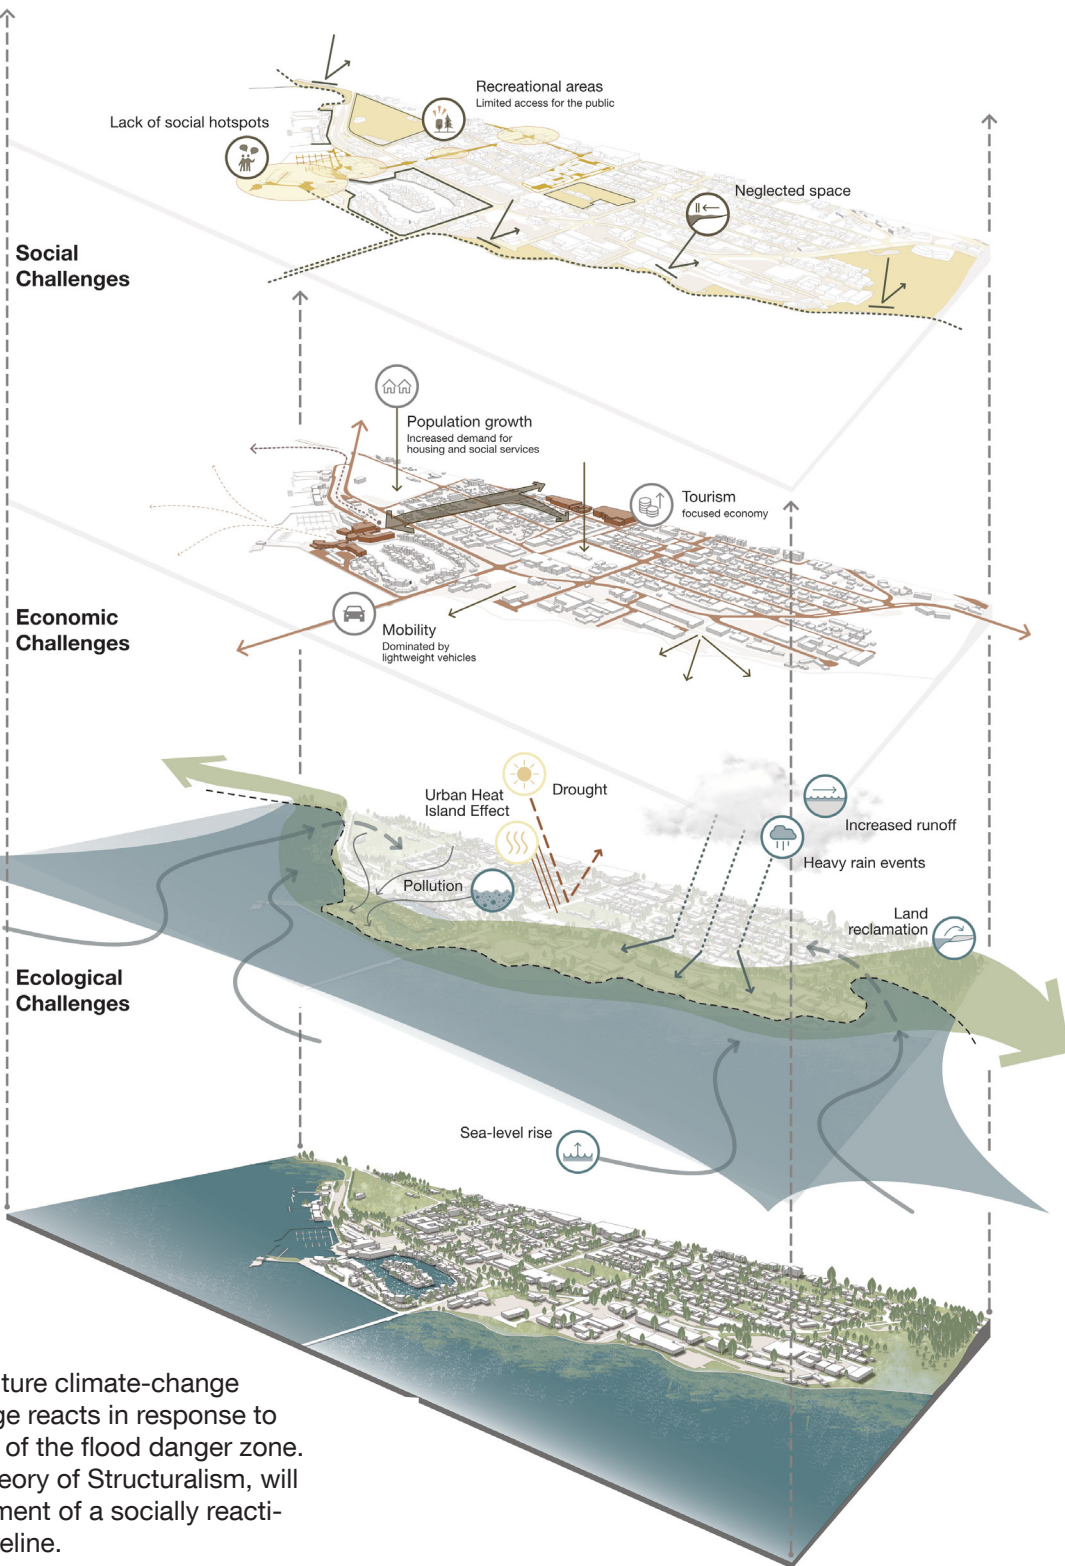 Recreational areas
Limited access for the public
Lack of social hotspots
Neglected space
Social
Challenges
Population growth
Increased demand for
housing and social services
Tourism
focused economy
Economic
Challenges
Mobility
Dominated by
lightweight vehicles
Drought
Urban Heat
Island Effect
Increased runoff
Heavy rain events
Pollution
Land
reclamation
Ecological
Challenges
Sea-level rise
ture climate-change
ge reacts in response to
of the flood danger zone.
eory of Structuralism, will
ment of a socially reacti-
reline.